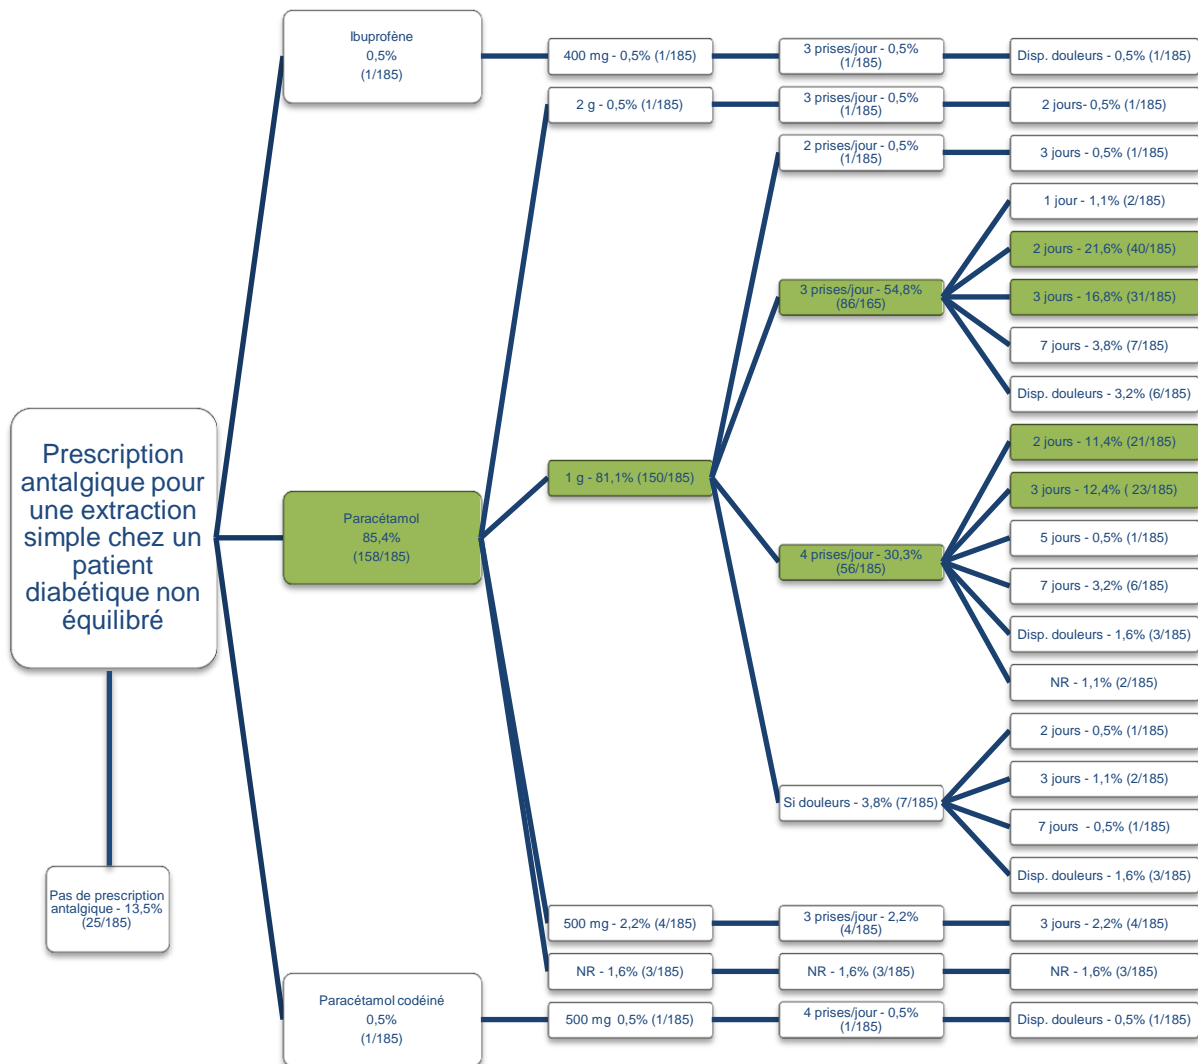 Prescription
antalgique pour
une extraction
simple chez un
patient
diabétique non
équilibré
Pas de prescription
antalgique - 13,5%
(25/185)
Ibuprofène
0,5%
(1/185)
400 mg - 0,5% (1/185)
3 prises/jour - 0,5%
(1/185)
Disp. douleurs - 0,5% (1/185)
Paracétamol
85,4%
(158/185)
2 g - 0,5% (1/185)
3 prises/jour - 0,5%
(1/185)
2 jours- 0,5% (1/185)
1 g - 81,1% (150/185)
2 prises/jour - 0,5%
(1/185)
3 jours - 0,5% (1/185)
3 prises/jour - 54,8%
(86/165)
1 jour - 1,1% (2/185)
2 jours - 21,6% (40/185)
3 jours - 16,8% (31/185)
7 jours - 3,8% (7/185)
Disp. douleurs - 3,2% (6/185)
4 prises/jour - 30,3%
(56/185)
2 jours - 11,4% (21/185)
3 jours - 12,4% ( 23/185)
5 jours - 0,5% (1/185)
7 jours - 3,2% (6/185)
Disp. douleurs - 1,6% (3/185)
NR - 1,1% (2/185)
Si douleurs - 3,8% (7/185)
2 jours - 0,5% (1/185)
3 jours - 1,1% (2/185)
7 jours - 0,5% (1/185)
Disp. douleurs - 1,6% (3/185)
500 mg - 2,2% (4/185)
3 prises/jour - 2,2%
(4/185)
3 jours - 2,2% (4/185)
NR - 1,6% (3/185)
NR - 1,6% (3/185)
NR - 1,6% (3/185)
Paracétamol codéiné
0,5%
(1/185)
500 mg 0,5% (1/185)
4 prises/jour - 0,5%
(1/185)
Disp. douleurs - 0,5% (1/185)